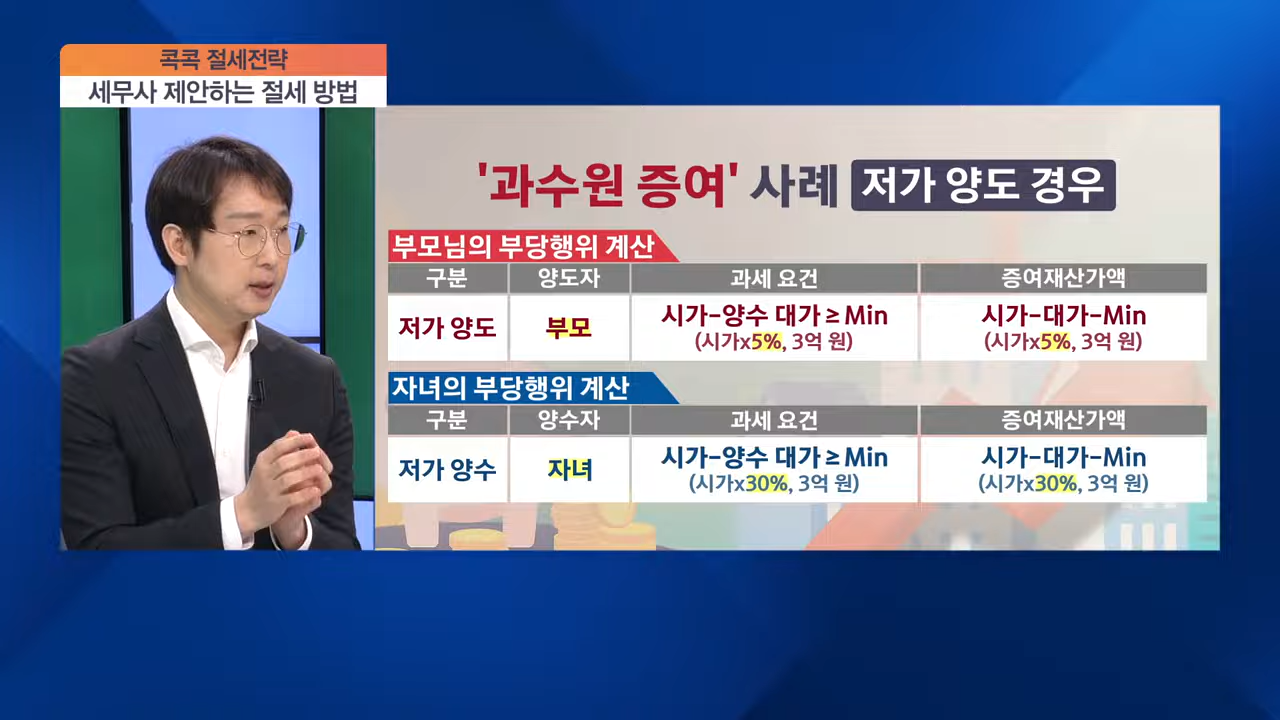 콕콕 절세전략
세무사 제안하는 절세 방법
'과수원 증여' 사례 저가 양도 경우
부모님의 부당행위 계산
구분 양도자 과세 요건 증여재산가액
저가 양도 부모 시가-양수 대가 ≥ Min 시가-대가-Min
(시가x5%, 3억 원) (시가x5%, 3억 원)
자녀의 부당행위 계산
구분 양수자 과세 요건 증여재산가액
저가 양수 자녀 시가-양수 대가 ≥ Min 시가-대가-Min
(시가x30%, 3억 원) (시가x30%, 3억 원)